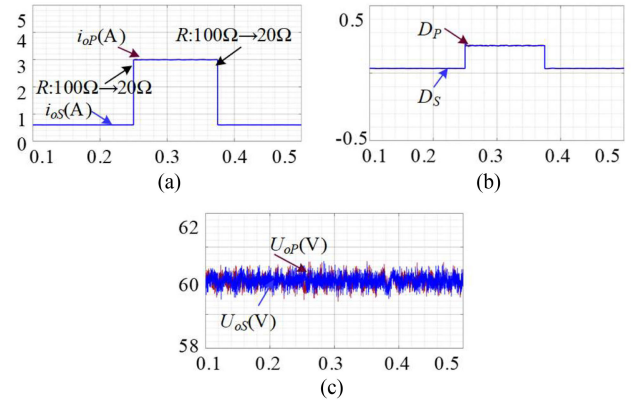 5
i_oP(A)
R:100Ω→20Ω
4
3
R:100Ω→20Ω
2
i_oS(A)
1
0
0.1 0.2 0.3 0.4 0.5
(a)
0.5
D_P
D_S
-0.5
0.1 0.2 0.3 0.4 0.5
(b)
62
U_oP(V)
60
U_oS(V)
58
0.1 0.2 0.3 0.4 0.5
(c)